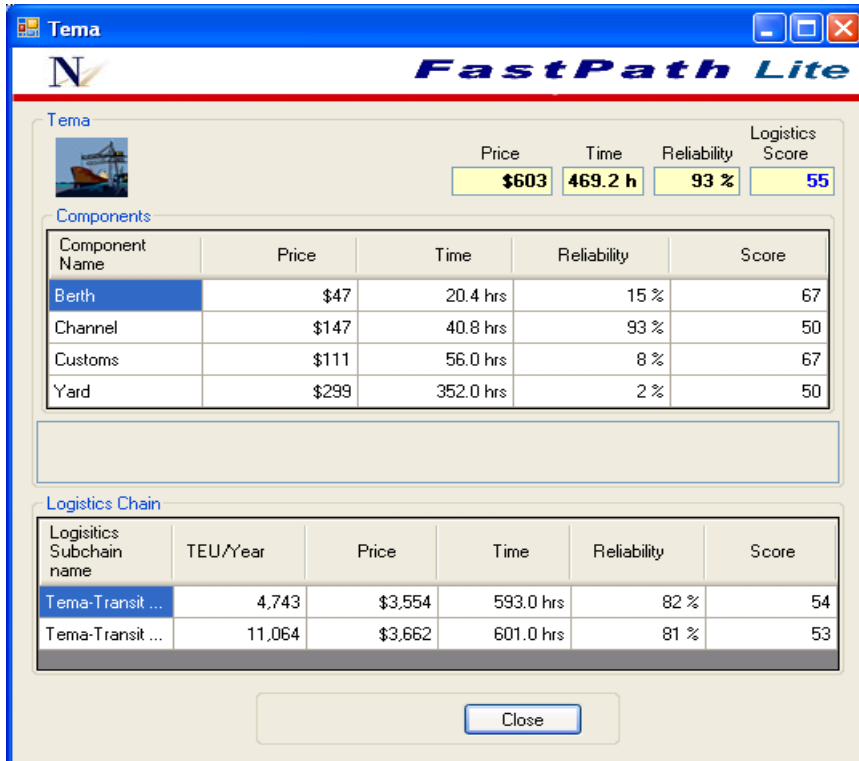 Tema
N
FastPath Lite
Tema
Price Time Reliability Logistics Score
$603 469.2 h 93 % 55
Components
Component Name Price Time Reliability Score
Berth $47 20.4 hrs 15 % 67
Channel $147 40.8 hrs 93 % 50
Customs $111 56.0 hrs 8 % 67
Yard $299 352.0 hrs 2 % 50
Logistics Chain
Logisitics Subchain name TEU/Year Price Time Reliability Score
Tema-Transit ... 4,743 $3,554 593.0 hrs 82 % 54
Tema-Transit ... 11,064 $3,662 601.0 hrs 81 % 53
Close